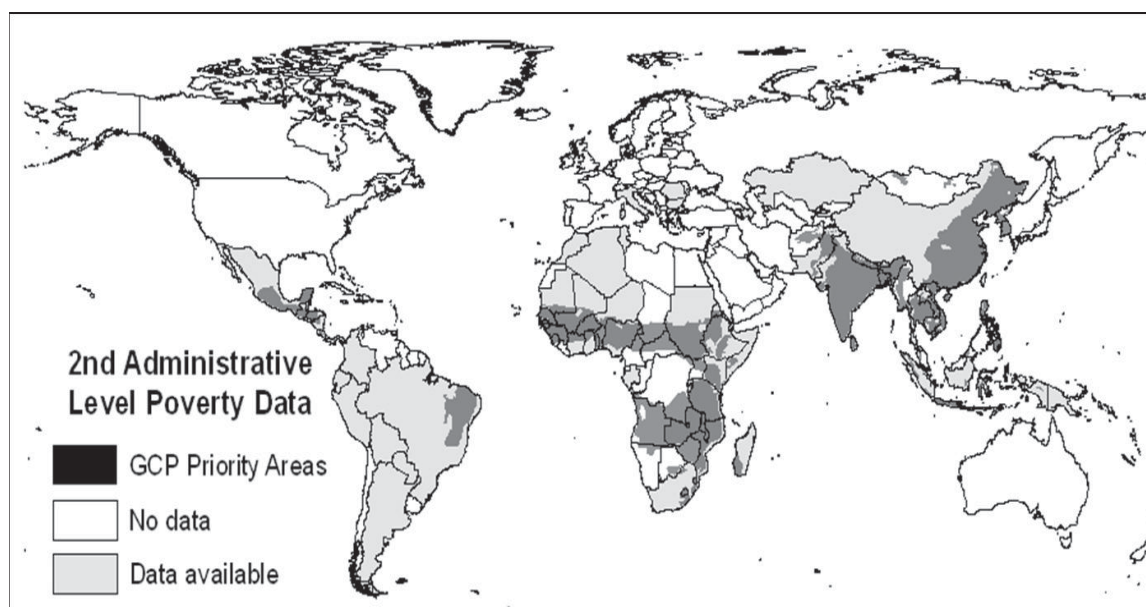 2nd Administrative
Level Poverty Data
GCP Priority Areas
No data
Data available